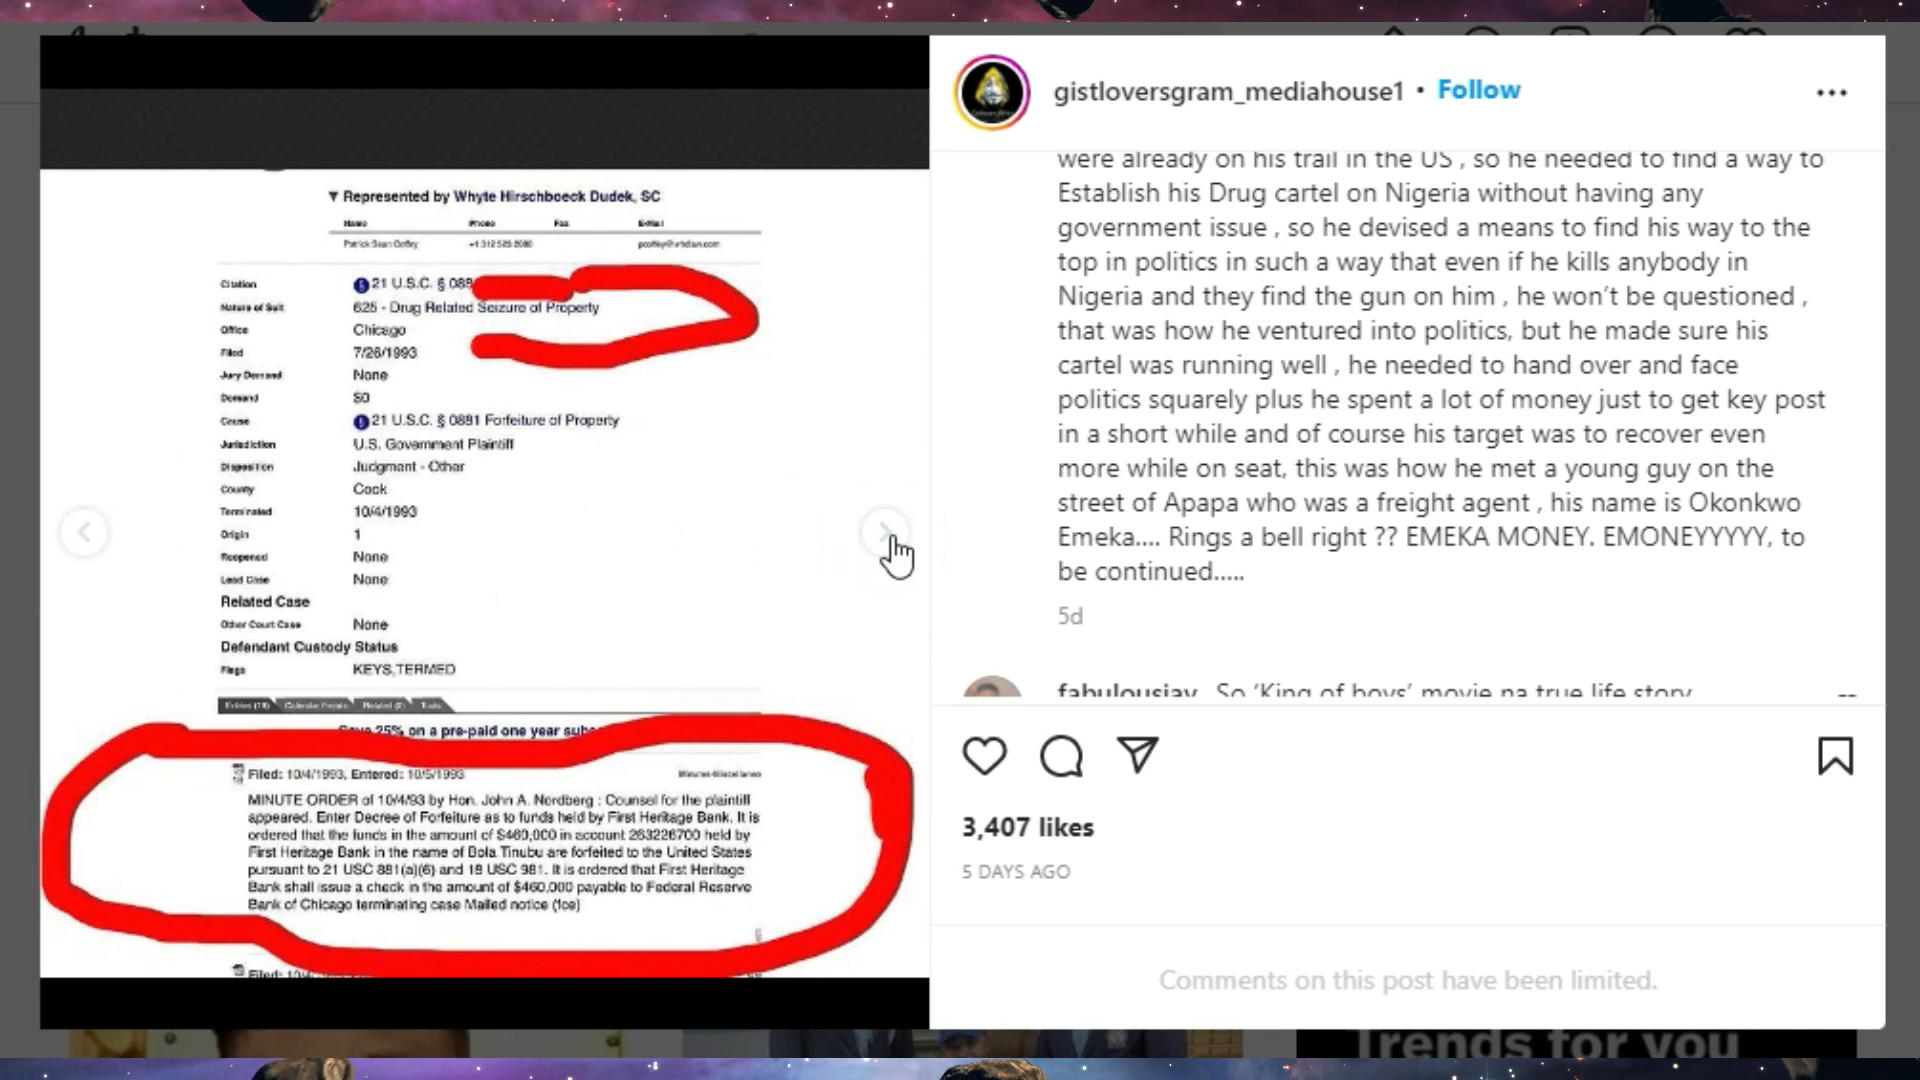 ▼ Represented by Whyte Hirschboeck Dudek, SC
Name Phone Fax E-Mail
Patrick Sean Coffey
Citation 21 U.S.C. § 088
Nature of Suit 625 - Drug Related Seizure of Property
Office Chicago
Filed 7/26/1993
Jury Demand None
Demand $0
Cause 21 U.S.C. § 0881 Forfeiture of Property
Jurisdiction U.S. Government Plaintiff
Disposition Judgment - Other
County Cook
Terminated 10/4/1993
Origin 1
Reopened None
Lead Case None
Related Case
Other Court Case None
Defendant Custody Status
Flags KEYS,TERMED
Entries (19) Calendar Events Related (0) Tools
25% on a pre-paid one year
Filed: 10/4/1993, Entered: 10/5/1993 Minutes-Miscellaneo
MINUTE ORDER of 10/4/93 by Hon. John A. Nordberg : Counsel for the plaintiff
appeared. Enter Decree of Forfeiture as to funds held by First Heritage Bank. It is
ordered that the funds in the amount of $460,000 in account 263226700 held by
First Heritage Bank in the name of Bola Tinubu are forfeited to the United States
pursuant to 21 USC 881(a)(6) and 18 USC 981. It is ordered that First Heritage
Bank shall issue a check in the amount of $460,000 payable to Federal Reserve
Bank of Chicago terminating case Mailed notice (fce)
Filed:
gistloversgram_mediahouse1 • Follow
were already on his trail in the US , so he needed to find a way to
Establish his Drug cartel on Nigeria without having any
government issue , so he devised a means to find his way to the
top in politics in such a way that even if he kills anybody in
Nigeria and they find the gun on him , he won’t be questioned ,
that was how he ventured into politics, but he made sure his
cartel was running well , he needed to hand over and face
politics squarely plus he spent a lot of money just to get key post
in a short while and of course his target was to recover even
more while on seat, this was how he met a young guy on the
street of Apapa who was a freight agent , his name is Okonkwo
Emeka.... Rings a bell right ?? EMEKA MONEY. EMONEYYYYY, to
be continued.....
5d
fabulousjay_ So ‘King of boys’ movie na true life story
3,407 likes
5 DAYS AGO
Comments on this post have been limited.
Trends for you